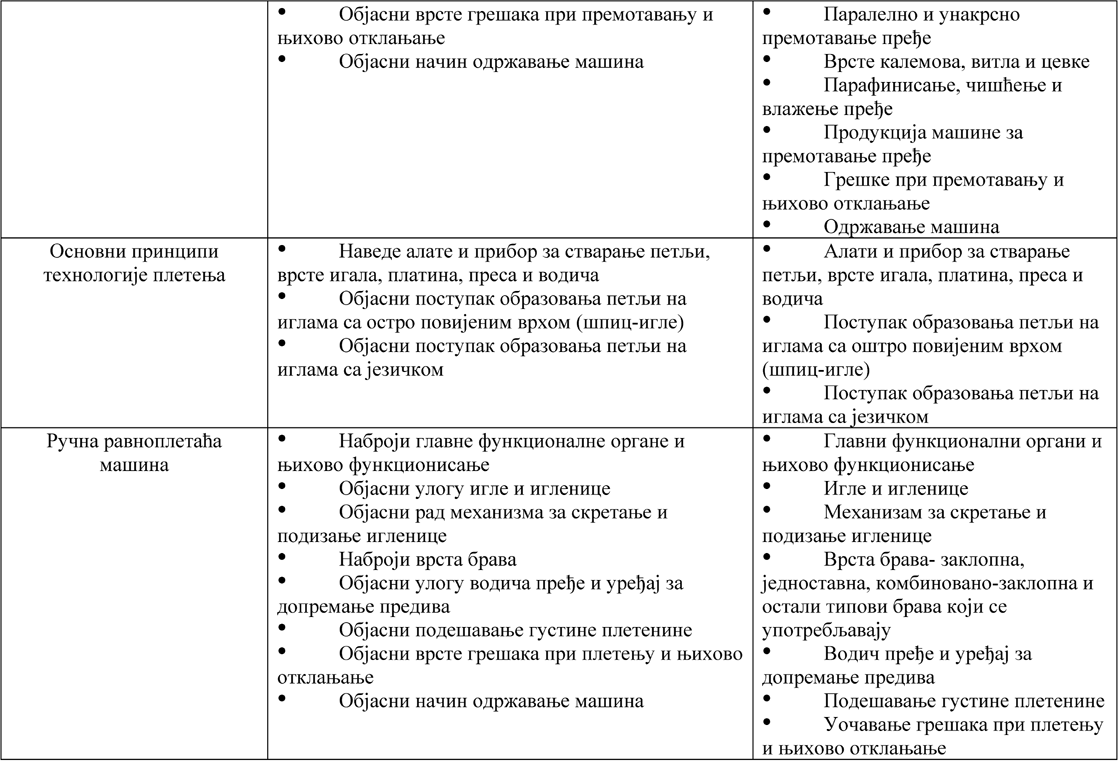 • Објасни врсте грешака при премотавању и
њихово отклањање
• Објасни начин одржавање машина
• Паралелно и унакрсно
премотавање пређе
• Врсте калемова, витла и цевке
• Парафинисање, чишћење и
влажење пређе
• Продукција машине за
премотавање пређе
• Грешке при премотавању и
њихово отклањање
• Одржавање машина
Основни принципи
технологије плетења
• Наведе алате и прибор за стварање петљи,
врсте игала, платина, преса и водича
• Објасни поступак образовања петљи на
иглама са остро повијеним врхом (шпиц-игле)
• Објасни поступак образовања петљи на
иглама са језичком
• Алати и прибор за стварање
петљи, врсте игала, платина, преса и
водича
• Поступак образовања петљи на
иглама са оштро повијеним врхом
(шпиц-игле)
• Поступак образовања петљи на
иглама са језичком
Ручна равноплетаћа
машина
• Наброји главне функционалне органе и
њихово функционисање
• Објасни улогу игле и игленице
• Објасни рад механизма за скретање и
подизање игленице
• Наброји врста брава
• Објасни улогу водича пређе и уређај за
допремање предива
• Објасни подешавање густине плетенине
• Објасни врсте грешака при плетењу и њихово
отклањање
• Објасни начин одржавање машина
• Главни функционални органи и
њихово функционисање
• Игле и игленице
• Механизам за скретање и
подизање игленице
• Врста брава- заклопна,
једноставна, комбиновано-заклопна и
остали типови брава који се
употребљавају
• Водич пређе и уређај за
допремање предива
• Подешавање густине плетенине
• Уочавање грешака при плетењу
и њихово отклањање